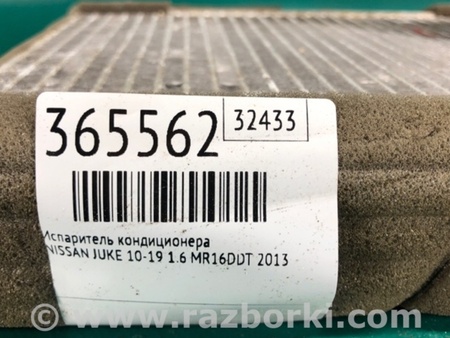 365562
32433
Испаритель кондиционера
NISSAN JUKE 10-19 1.6 MR16DDT 2013
www.razborki.com